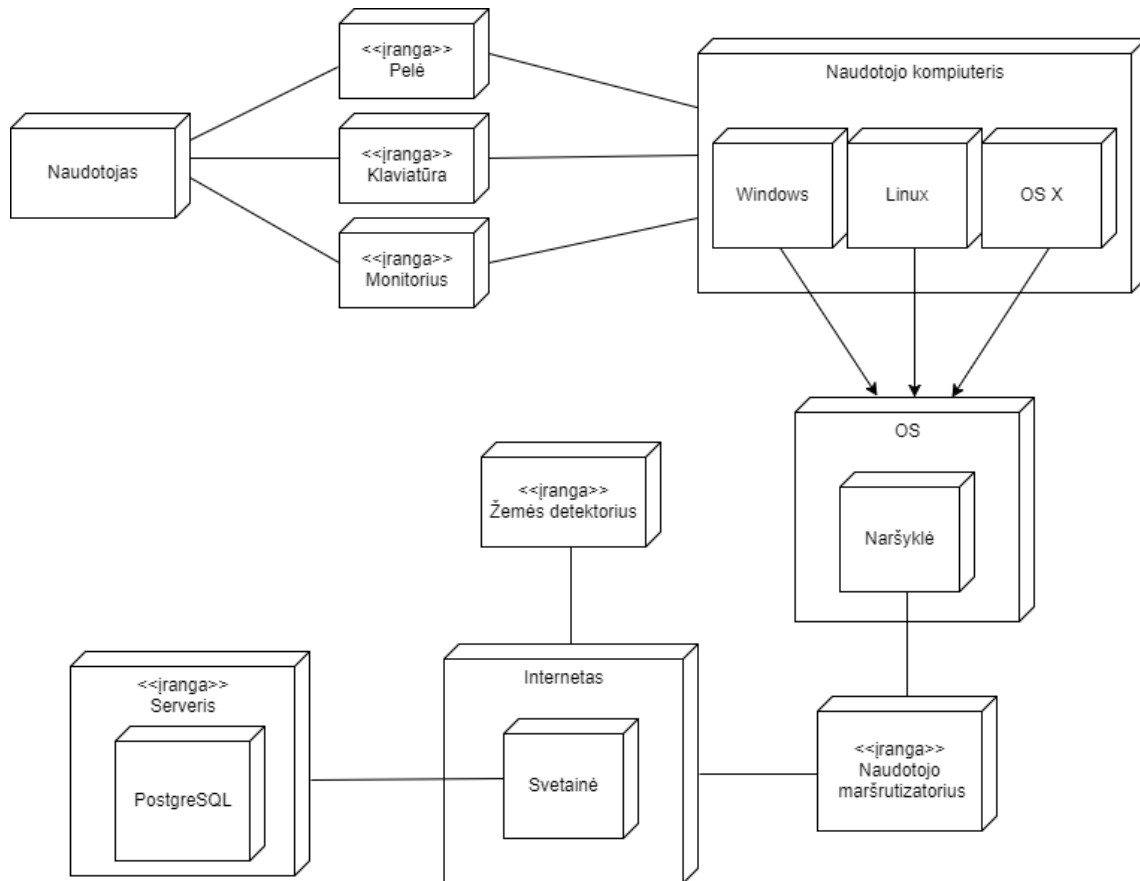 <<įranga>>
Pelė
Naudotojo kompiuteris
Naudotojas
<<įranga>>
Klaviatūra
Windows
Linux
OS X
<<įranga>>
Monitorius
OS
Naršyklė
<<įranga>>
Žemės detektorius
<<įranga>>
Serveris
PostgreSQL
Internetas
Svetainė
<<įranga>>
Naudotojo
maršrutizatorius